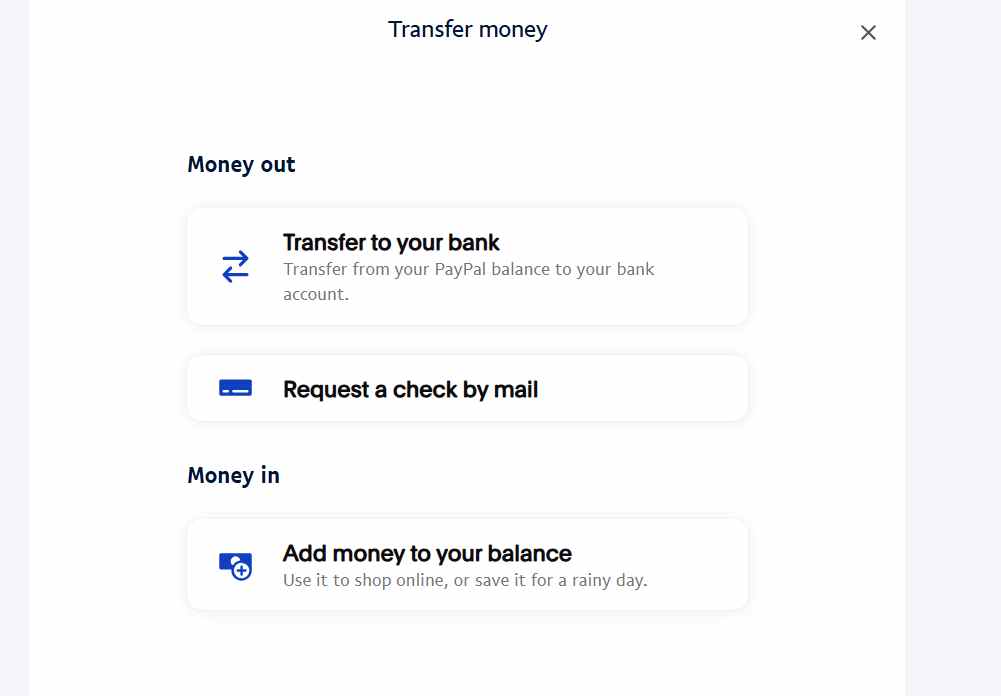 Transfer money
Money out
Transfer to your bank
Transfer from your PayPal balance to your bank
account.
Request a check by mail
Money in
Add money to your balance
Use it to shop online, or save it for a rainy day.